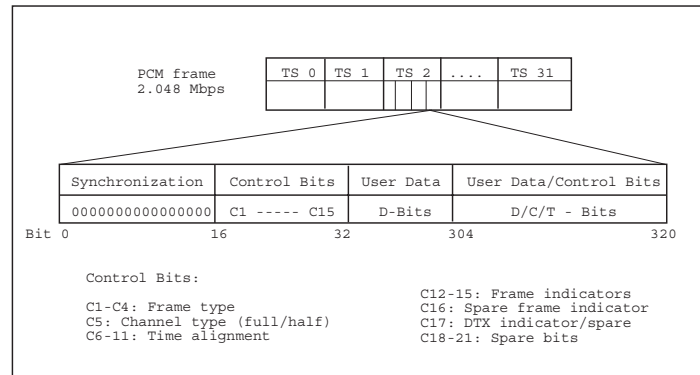 PCM frame
2.048 Mbps
TS 0 TS 1 TS 2 .... TS 31
Synchronization Control Bits User Data User Data/Control Bits
0000000000000000 C1 ----- C15 D-Bits D/C/T - Bits
Bit 0 16 32 304 320
Control Bits:
C1-C4: Frame type
C5: Channel type (full/half)
C6-11: Time alignment
C12-15: Frame indicators
C16: Spare frame indicator
C17: DTX indicator/spare
C18-21: Spare bits